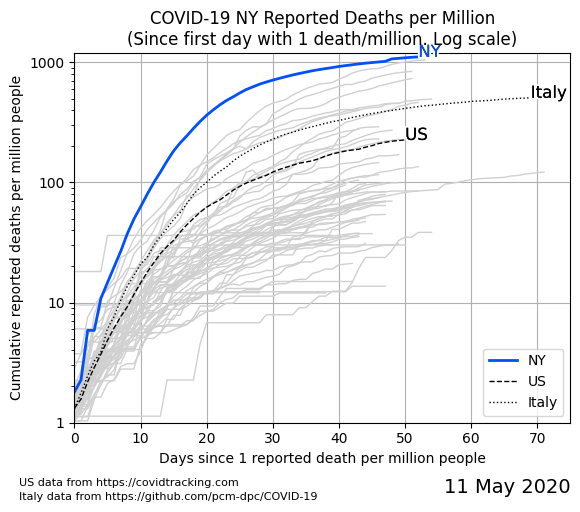 COVID-19 NY Reported Deaths per Million
(Since first day with 1 death/million. Log scale)
Cumulative reported deaths per million people
1000
100
10
1
NY
Italy
US
NY
US
Italy
0 10 20 30 40 50 60 70
Days since 1 reported death per million people
US data from https://covidtracking.com
Italy data from https://github.com/pcm-dpc/COVID-19
11 May 2020